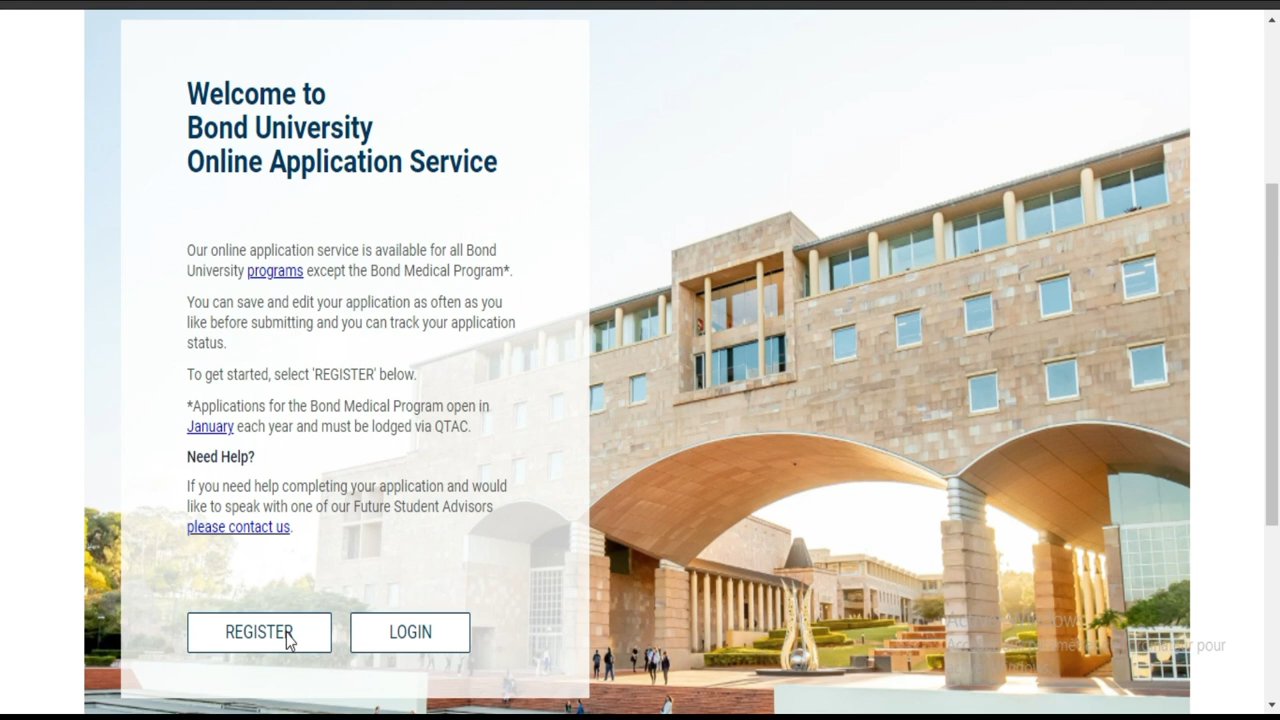 Welcome to
Bond University
Online Application Service
Our online application service is available for all Bond
University programs except the Bond Medical Program*.
You can save and edit your application as often as you
like before submitting and you can track your application
status.
To get started, select 'REGISTER' below.
*Applications for the Bond Medical Program open in
January each year and must be lodged via QTAC.
Need Help?
If you need help completing your application and would
like to speak with one of our Future Student Advisors
please contact us.
REGISTER
LOGIN
pour